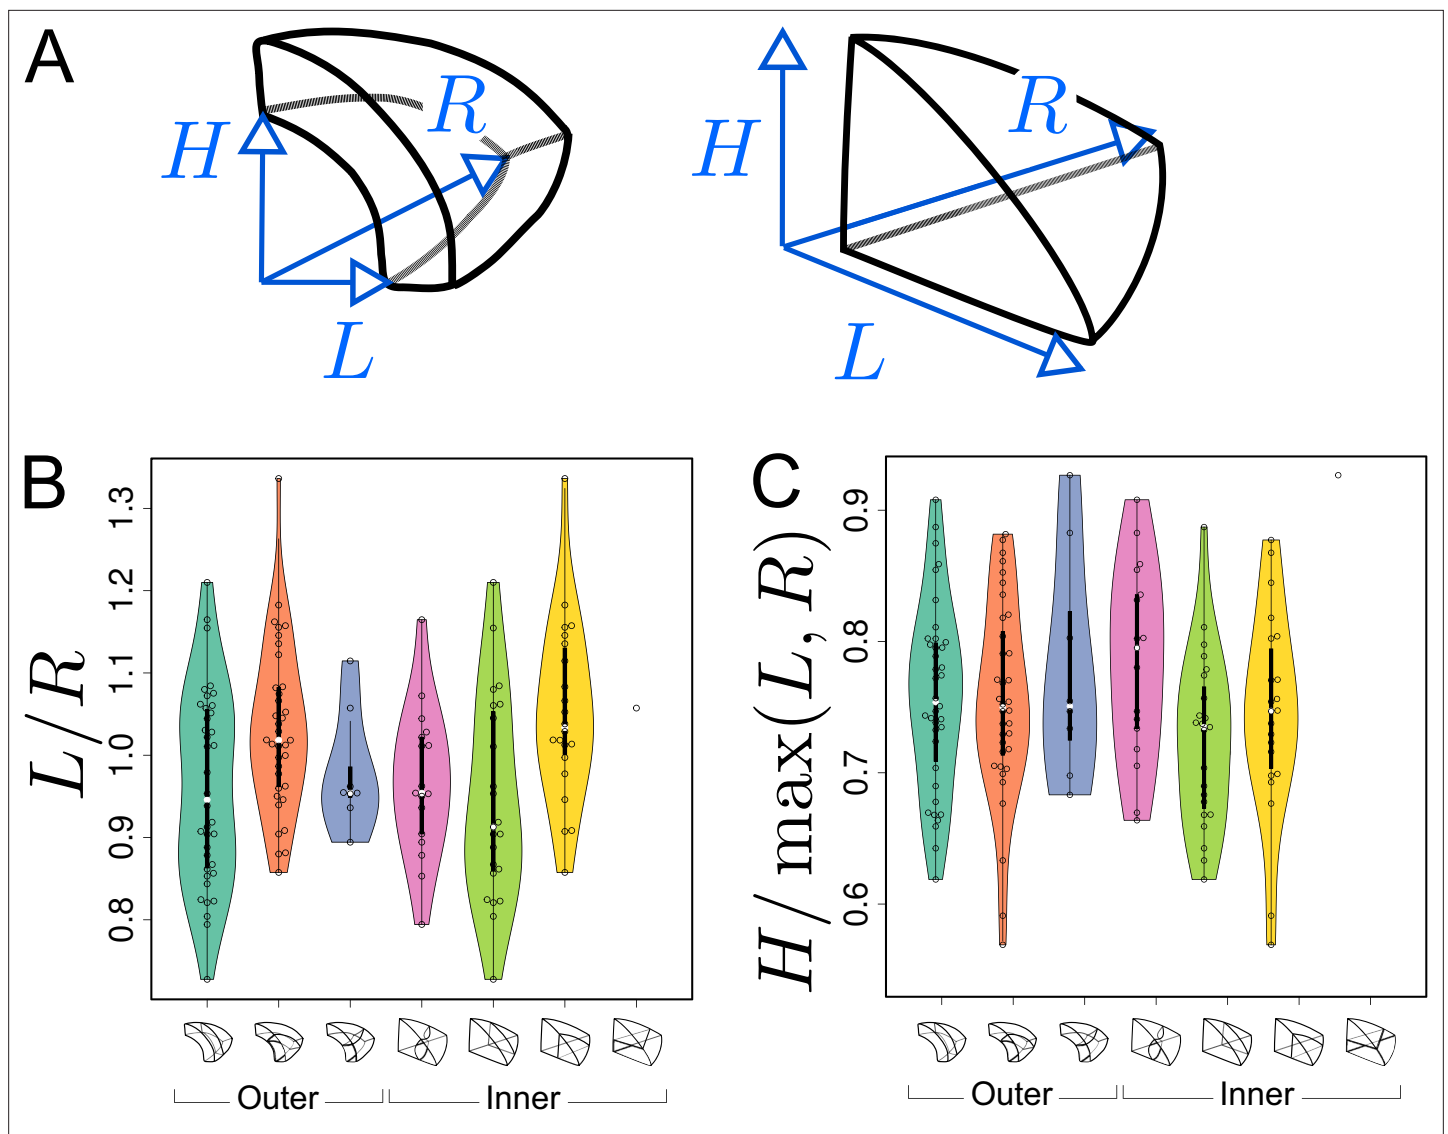 A
H
R
L
H
R
L
B
L/R
1.3
1.2
1.1
1.0
0.9
0.8
Outer
Inner
C
H/ max(L, R)
0.9
0.8
0.7
0.6
Outer
Inner